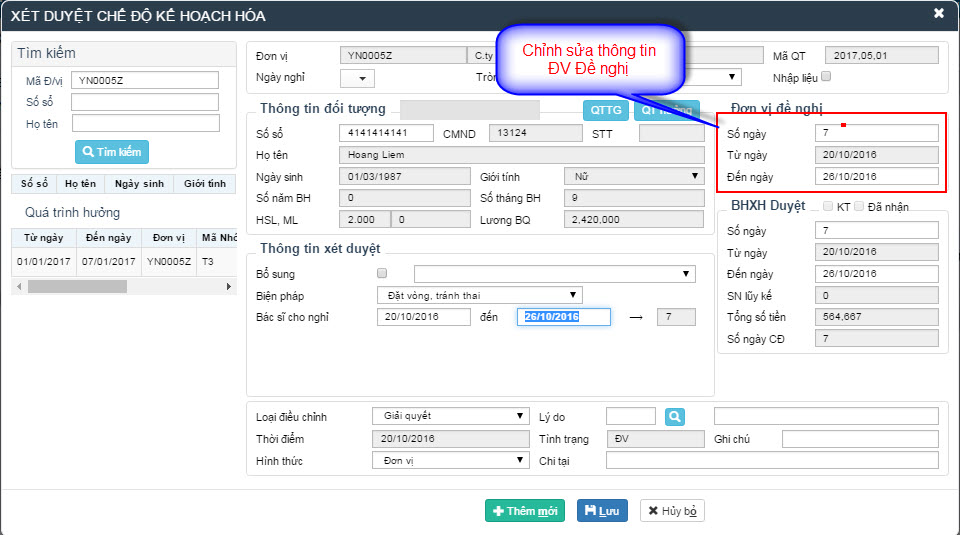 XÉT DUYỆT CHẾ ĐỘ KẾ HOẠCH HÓA
Tìm kiếm
Mã Đ/vị YN0005Z
Số sổ
Họ tên
Tìm kiếm
Số sổ Họ tên Ngày sinh Giới tính
Quá trình hưởng
Từ ngày Đến ngày Đơn vị Mã Nhó
01/01/2017 07/01/2017 YN0005Z T3
Đơn vị YN0005Z C.ty Mã QT 2017,05,01
Ngày nghỉ Nhập liệu
Chỉnh sửa thông tin
ĐV Đề nghị
Thông tin đối tượng QTTG
Số sổ 4141414141 CMND 13124 STT
Họ tên Hoang Liem
Ngày sinh 01/03/1987 Giới tính Nữ
Số năm BH 0 Số tháng BH 9
HSL, ML 2.000 0 Lương BQ 2,420,000
Đơn vị đề nghị
Số ngày 7
Từ ngày 20/10/2016
Đến ngày 26/10/2016
BHXH Duyệt KT Đã nhận
Số ngày 7
Từ ngày 20/10/2016
Đến ngày 26/10/2016
SN lũy kế 0
Tổng số tiền 564,667
Số ngày CĐ 7
Thông tin xét duyệt
Bổ sung
Biện pháp Đặt vòng, tránh thai
Bác sĩ cho nghỉ 20/10/2016 đến 26/10/2016 → 7
Loại điều chỉnh Giải quyết Lý do
Thời điểm 20/10/2016 Tình trạng ĐV Ghi chú
Hình thức Đơn vị Chi tại
Thêm mới Lưu Hủy bỏ